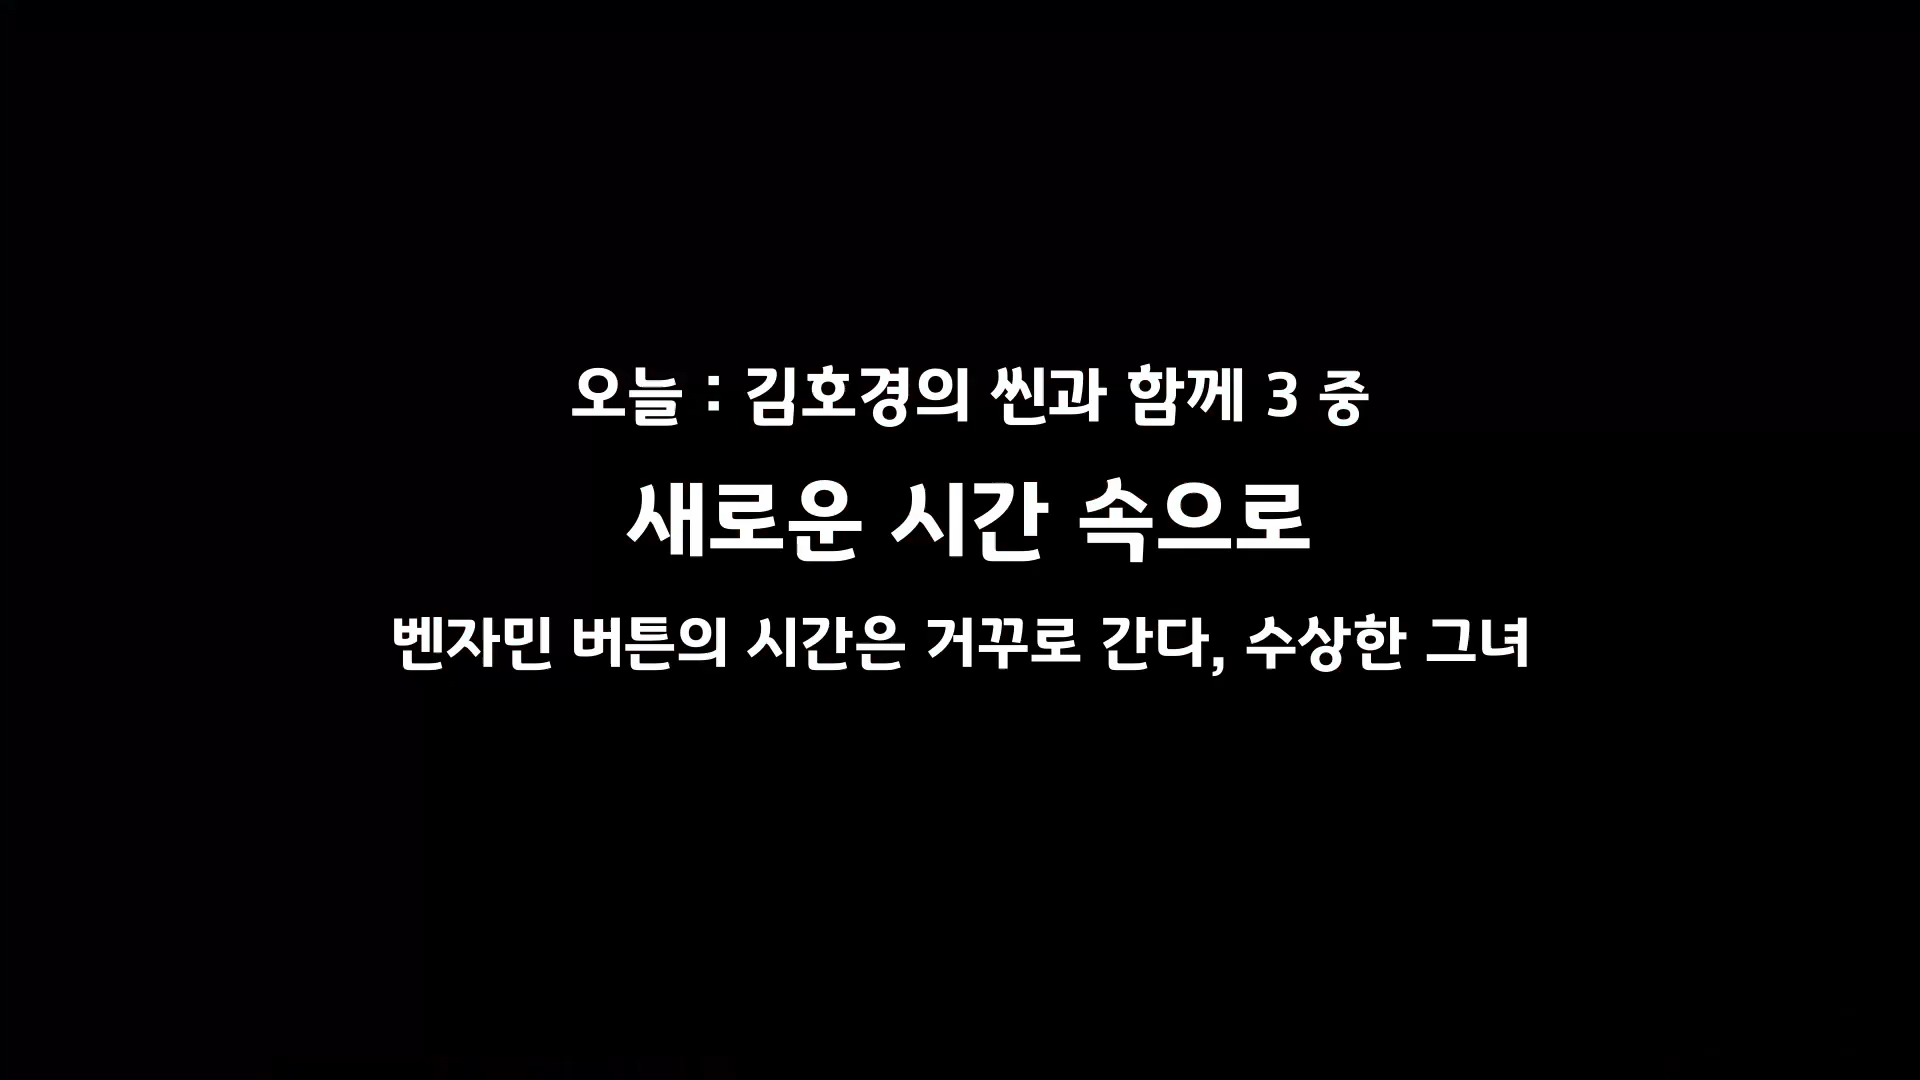 오늘 : 김호경의 씬과 함께 3 중
새로운 시간 속으로
벤자민 버튼의 시간은 거꾸로 간다, 수상한 그녀